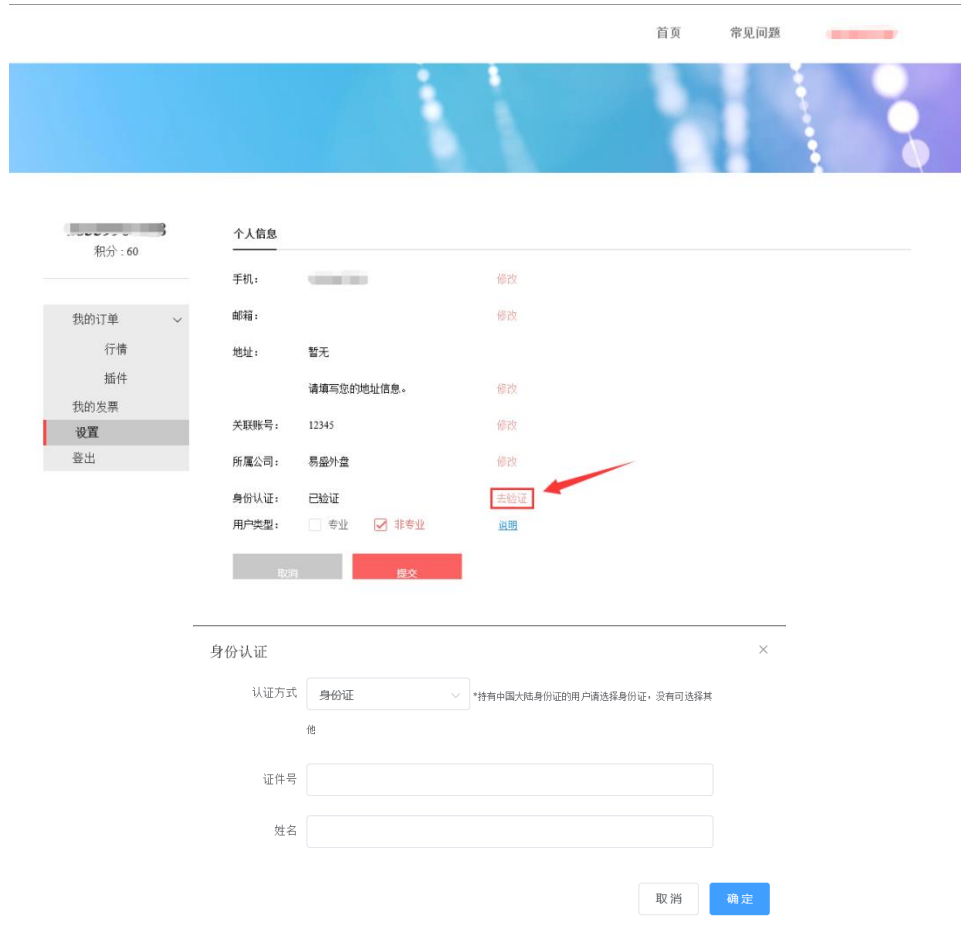 首页 常见问题
积分：60
我的订单
行情
插件
我的发票
设置
登出
个人信息
手机： 修改
邮箱： 修改
地址： 暂无
请填写您的地址信息。 修改
关联账号： 12345 修改
所属公司： 易盛外盘 修改
身份认证： 已验证 去验证
用户类型： 专业 非专业 说明
取消 提交
身份认证
认证方式 身份证 *持有中国大陆身份证的用户请选择身份证，没有可选择其
他
证件号
姓名
取消 确定